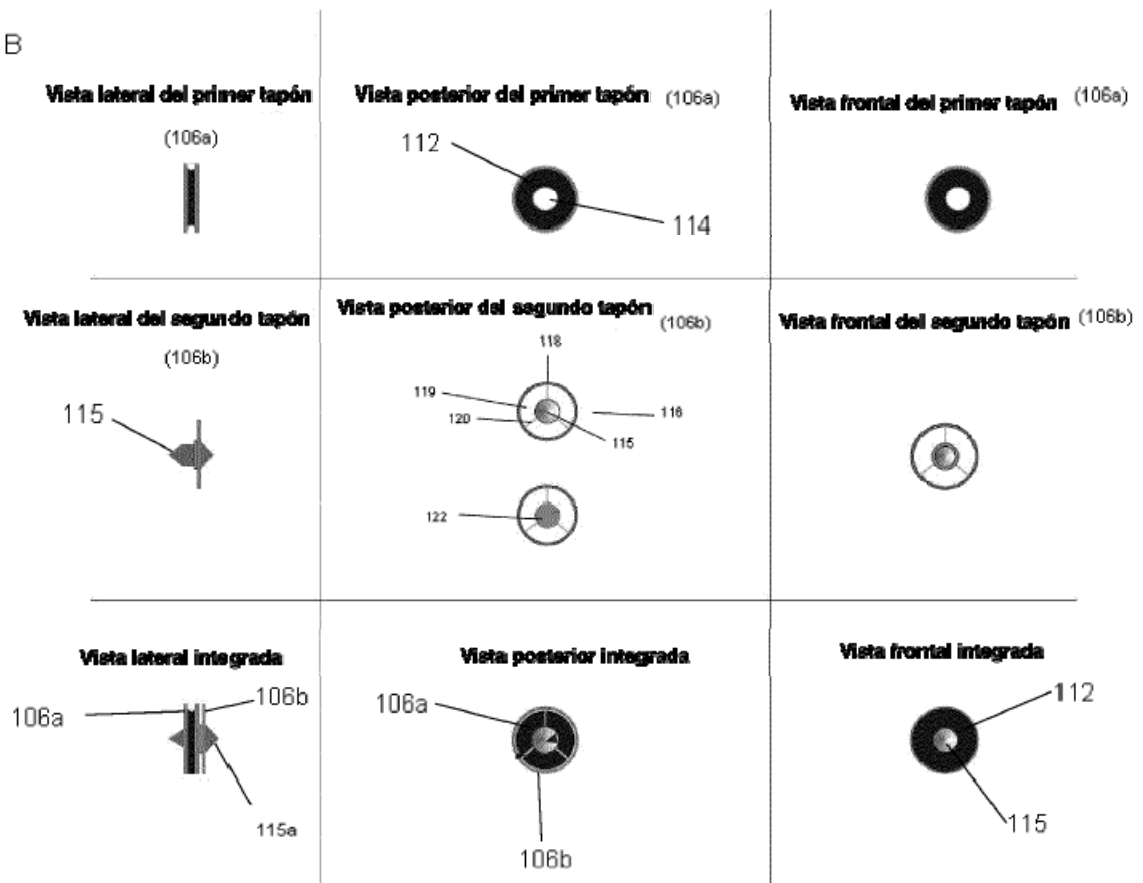 B
Vista lateral del primer tapón
(106a)
Vista posterior del primer tapón (106a)
112
114
Vista frontal del primer tapón (106a)
Vista lateral del segundo tapón
(106b)
115
Vista posterior del segundo tapón (106b)
118
119
116
120
115
122
Vista frontal del segundo tapón (106b)
Vista lateral integrada
106b
106a
115a
Vista posterior integrada
106a
106b
Vista frontal integrada
112
115